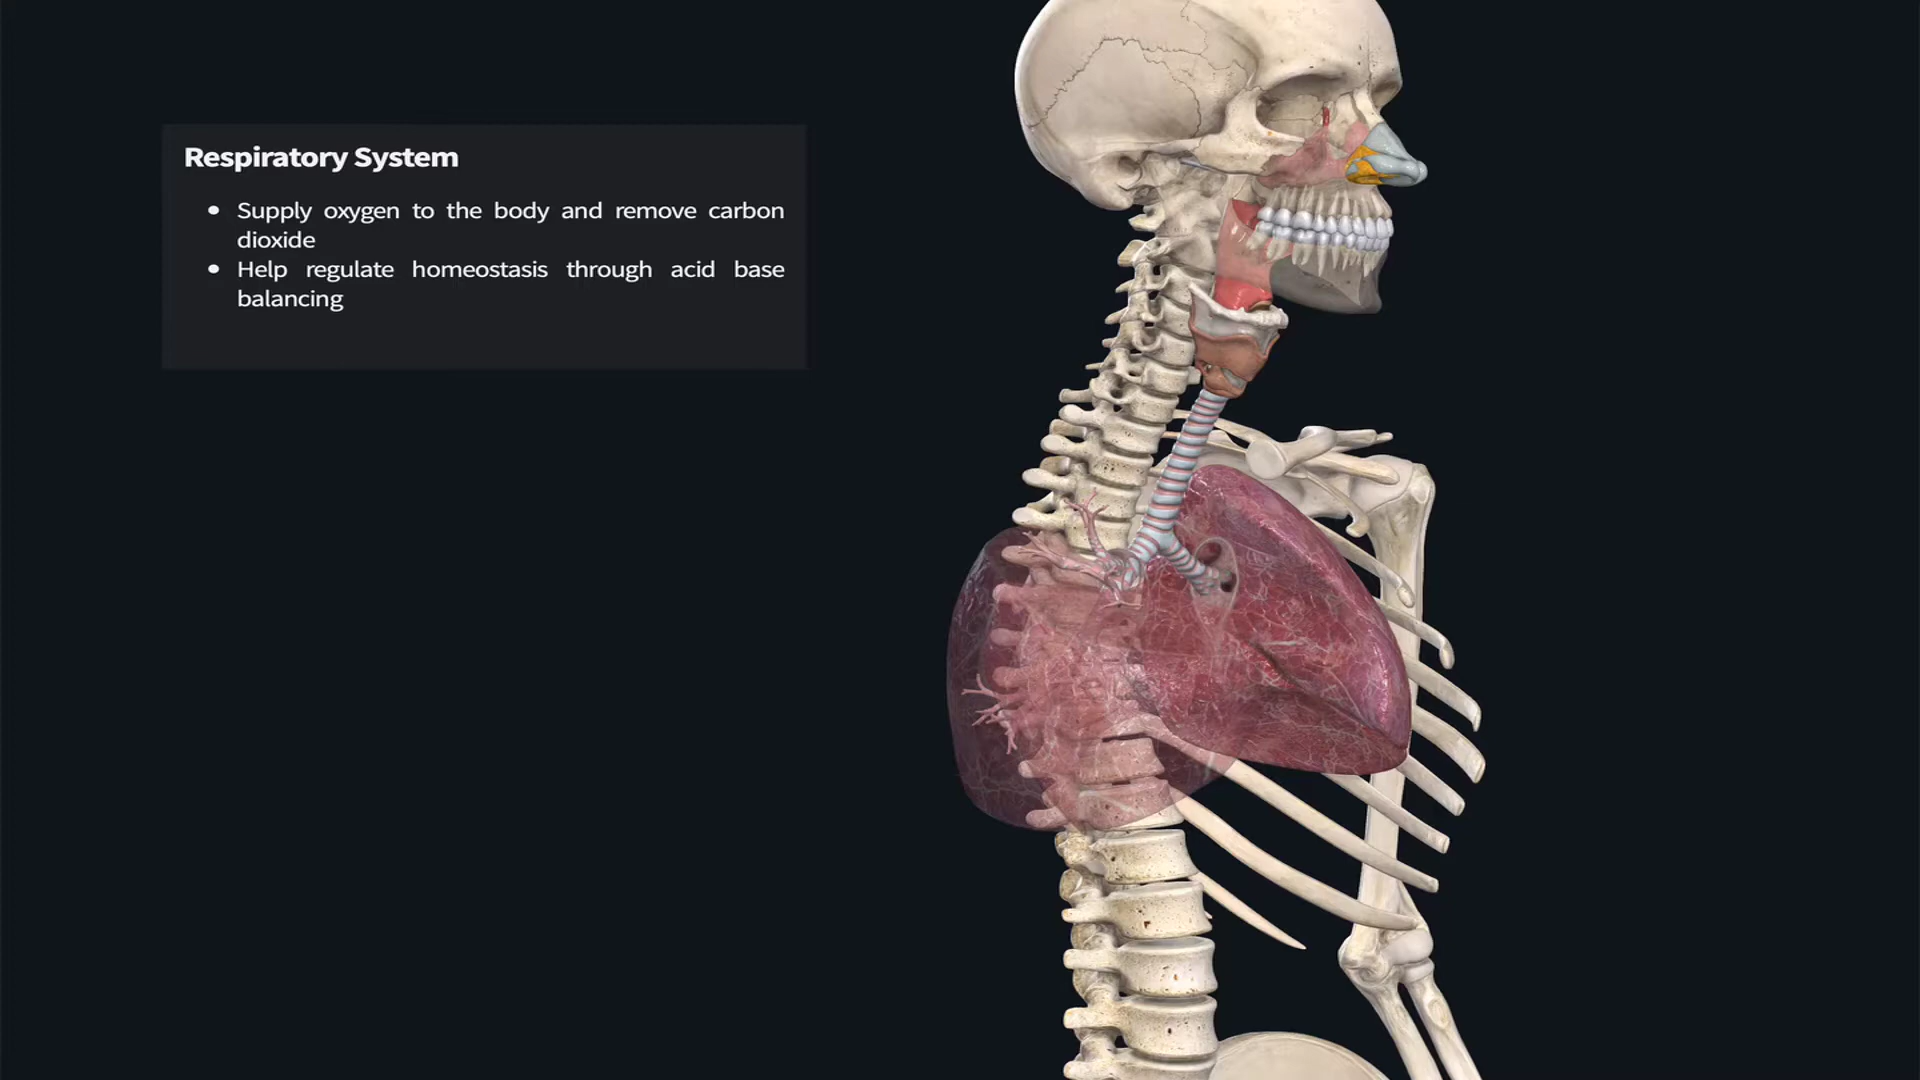 Respiratory System
• Supply oxygen to the body and remove carbon
dioxide
• Help regulate homeostasis through acid base
balancing